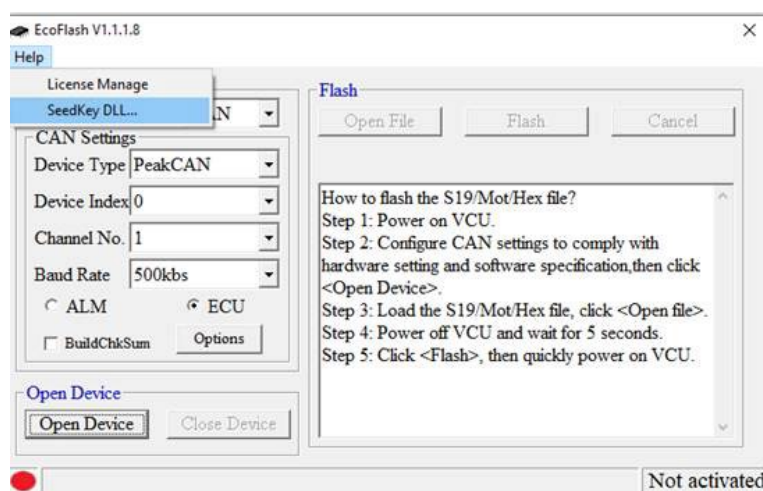 EcoFlash V1.1.1.8
Help
License Manage
SeedKey DLL...
N
CAN Settings
Device Type PeakCAN
Device Index 0
Channel No. 1
Baud Rate 500kbs
ALM ECU
BuildChkSum Options
Open Device
Open Device Close Device
Flash
Open File Flash Cancel
How to flash the S19/Mot/Hex file?
Step 1: Power on VCU.
Step 2: Configure CAN settings to comply with
hardware setting and software specification,then click
<Open Device>.
Step 3: Load the S19/Mot/Hex file, click <Open file>.
Step 4: Power off VCU and wait for 5 seconds.
Step 5: Click <Flash>, then quickly power on VCU.
Not activated